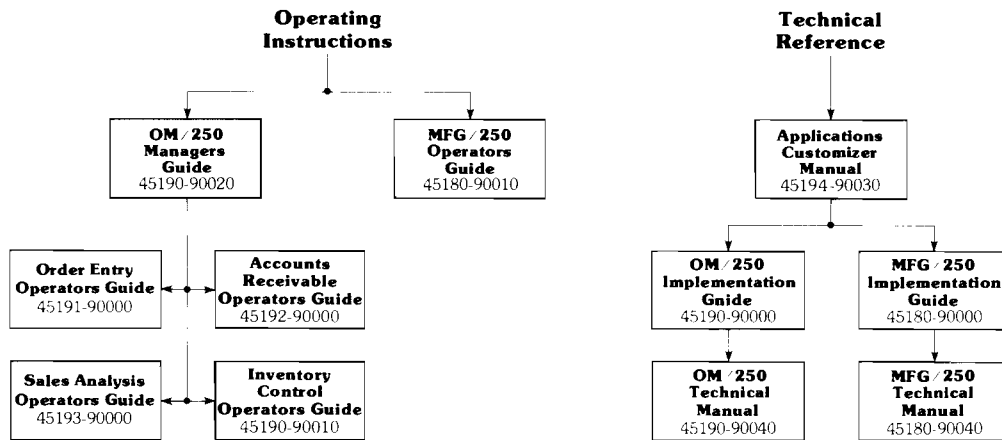 Operating
Instructions
Technical
Reference
OM/250
Managers
Guide
45190-90020
MFG/250
Operators
Guide
45180-90010
Applications
Customizer
Manual
45194-90030
Order Entry
Operators Guide
45191-90000
Accounts
Receivable
Operators Guide
45192-90000
OM/250
Implementation
Gnide
45190-90000
MFG/250
Implementation
Guide
45180-90000
Sales Analysis
Operators Guide
45193-90000
Inventory
Control
Operators Guide
45190-90010
OM/250
Technical
Manual
45190-90040
MFG/250
Technical
Manual
45180-90040